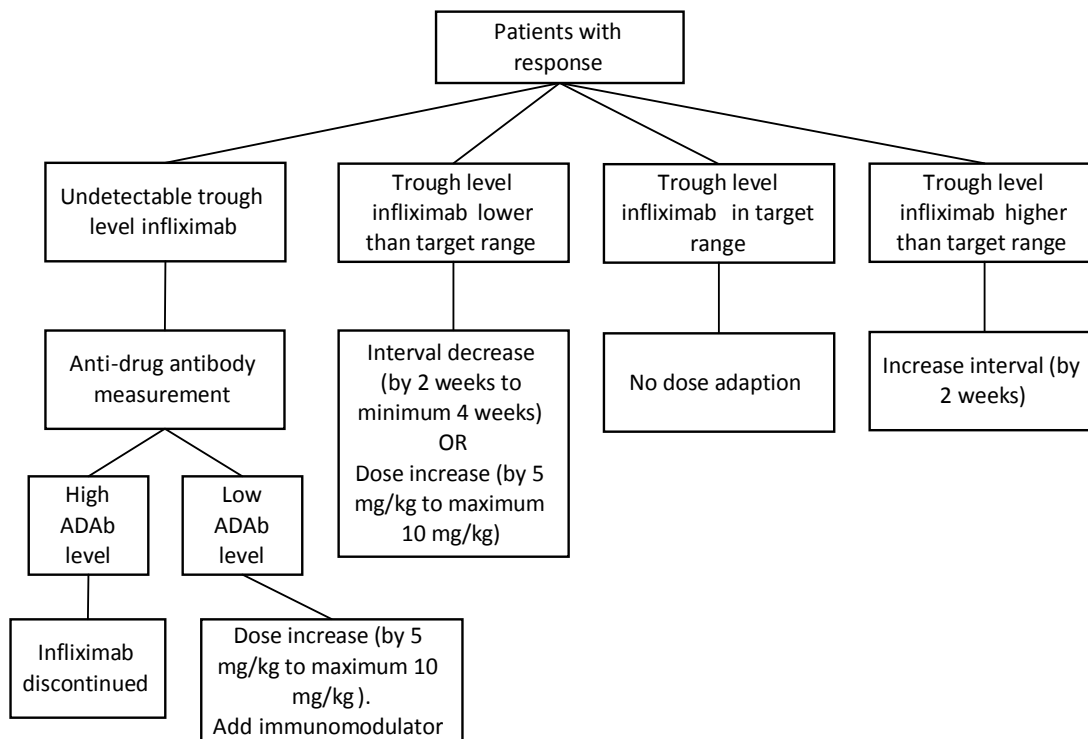 Patients with
response
Undetectable trough
level infliximab
Trough level
infliximab lower
than target range
Trough level
infliximab in target
range
Trough level
infliximab higher
than target range
Anti-drug antibody
measurement
Interval decrease
(by 2 weeks to
minimum 4 weeks)
OR
Dose increase (by 5
mg/kg to maximum
10 mg/kg)
No dose adaption
Increase interval (by
2 weeks)
High
ADAb
level
Low
ADAb
level
Infliximab
discontinued
Dose increase (by 5
mg/kg to maximum 10
mg/kg).
Add immunomodulator